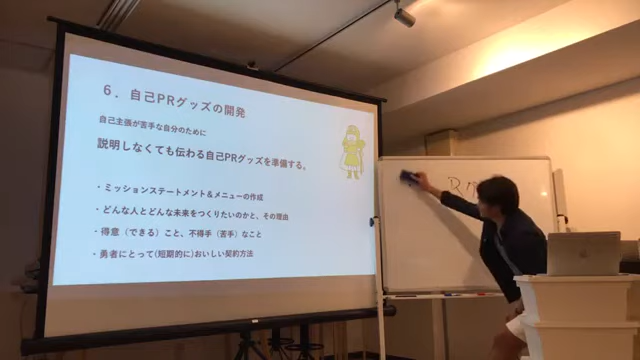 6．自己PRグッズの開発
自己主張が苦手な自分のために
説明しなくても伝わる自己PRグッズを準備する。
・ミッションステートメント＆メニューの作成
・どんな人とどんな未来をつくりたいのかと、その理由
・得意（できる）こと、不得手（苦手）なこと
・勇者にとって(短期的に)おいしい契約方法